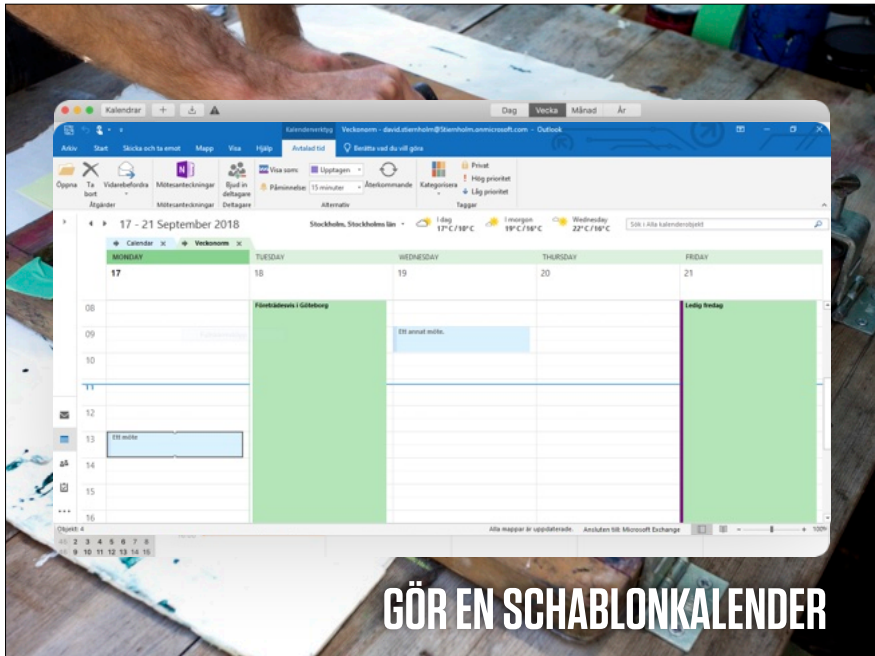 Kalendrar + Dag Vecka Månad År
Kalenderverktyg Veckonorm - david.stiernholm@Stiernholm.onmicrosoft.com - Outlook
Arkiv Start Skicka och ta emot Mapp Visa Hjälp Avtalad tid Berätta vad du vill göra
Öppna Ta bort Vidarebefordra Mötesanteckningar Bjud in deltagare Visa som: Upptagen Påminnelse: 15 minuter Återkommande Kategorisera Privat
Hög prioritet
Låg prioritet
Åtgärder Mötesanteckningar Deltagare Alternativ Taggar
17 - 21 September 2018 Stockholm, Stockholms län I dag 17°C/10°C I morgon 19°C/16°C Wednesday 22°C/16°C Sök i Alla kalenderobjekt
Calendar x Veckonorm x
MONDAY TUESDAY WEDNESDAY THURSDAY FRIDAY
17 18 19 20 21
08 Företrädesvis i Göteborg Ledig fredag
09 Ett annat möte.
10
11
12
13 Ett möte
14
15
16
Objekt: 4 Alla mappar är uppdaterade. Ansluten till: Microsoft Exchange 100%
2 3 4 5 6 7 8
9 10 11 12 13 14 15
GÖR EN SCHABLONKALENDER